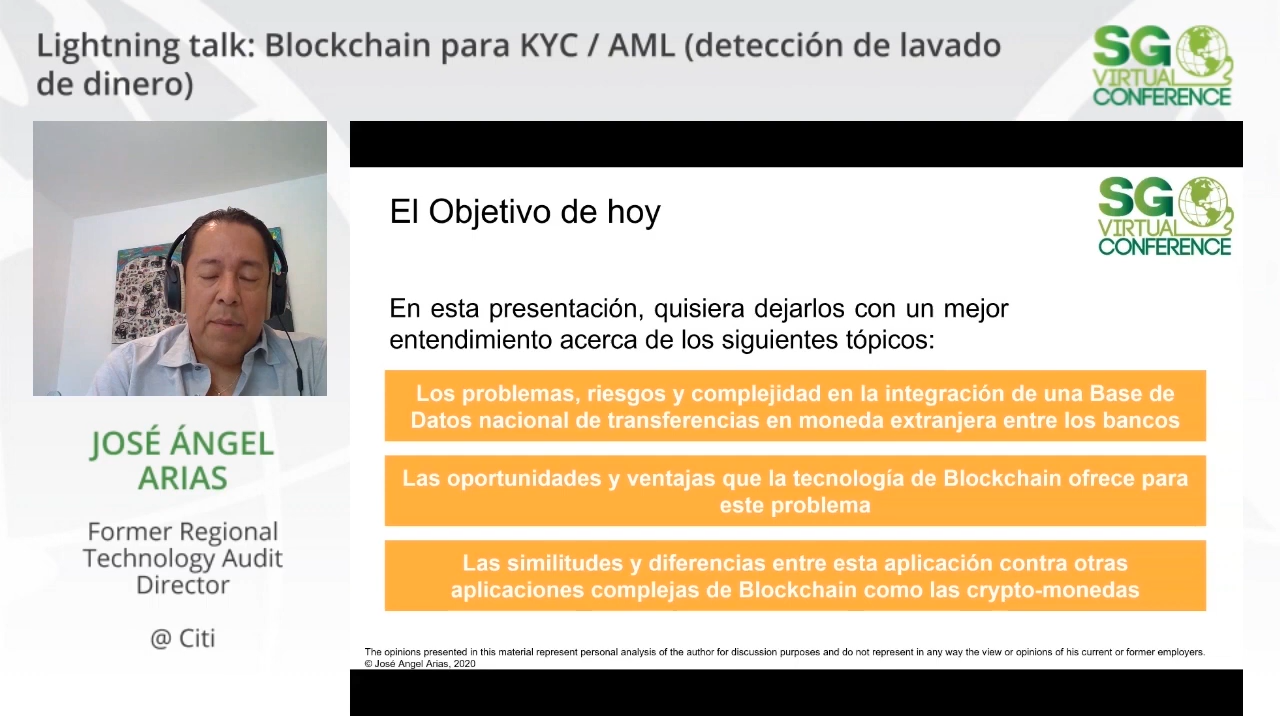 Lightning talk: Blockchain para KYC / AML (detección de lavado
de dinero)
SG
VIRTUAL
CONFERENCE
JOSÉ ÁNGEL
ARIAS
Former Regional
Technology Audit
Director
@ Citi
El Objetivo de hoy
SG
VIRTUAL
CONFERENCE
En esta presentación, quisiera dejarlos con un mejor
entendimiento acerca de los siguientes tópicos:
Los problemas, riesgos y complejidad en la integración de una Base de
Datos nacional de transferencias en moneda extranjera entre los bancos
Las oportunidades y ventajas que la tecnología de Blockchain ofrece para
este problema
Las similitudes y diferencias entre esta aplicación contra otras
aplicaciones complejas de Blockchain como las crypto-monedas
The opinions presented in this material represent personal analysis of the author for discussion purposes and do not represent in any way the view or opinions of his current or former employers.
© José Angel Arias, 2020